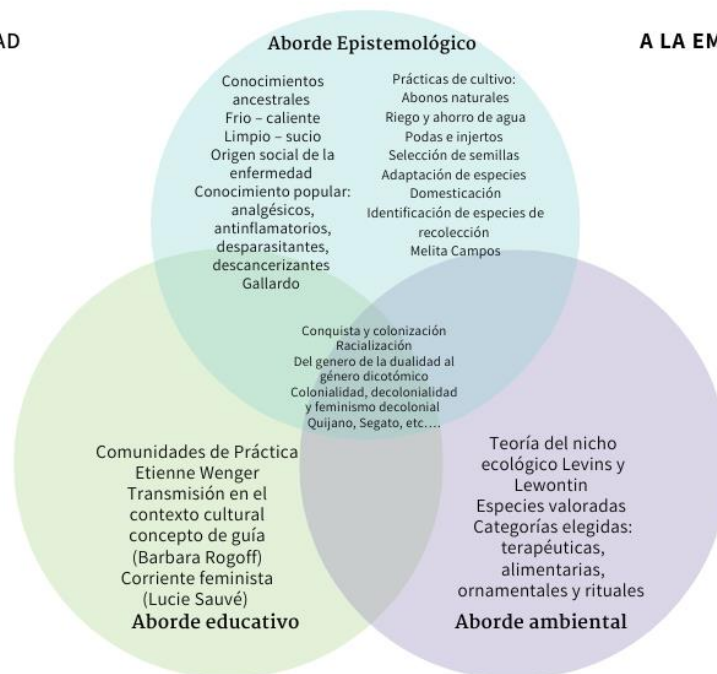 AD
A LA EM
Aborde Epistemológico
Conocimientos
ancestrales
Frio – caliente
Limpio – sucio
Origen social de la
enfermedad
Conocimiento popular:
analgésicos,
antinflamatorios,
desparasitantes,
descancerizantes
Gallardo
Prácticas de cultivo:
Abonos naturales
Riego y ahorro de agua
Podas e injertos
Selección de semillas
Adaptación de especies
Domesticación
Identificación de especies de
recolección
Melita Campos
Conquista y colonización
Racialización
Del genero de la dualidad al
género dicotómico
Colonialidad, decolonialidad
y feminismo decolonial
Quijano, Segato, etc….
Comunidades de Práctica
Etienne Wenger
Transmisión en el
contexto cultural
concepto de guía
(Barbara Rogoff)
Corriente feminista
(Lucie Sauvé)
Aborde educativo
Teoría del nicho
ecológico Levins y
Lewontin
Especies valoradas
Categorías elegidas:
terapéuticas,
alimentarias,
ornamentales y rituales
Aborde ambiental